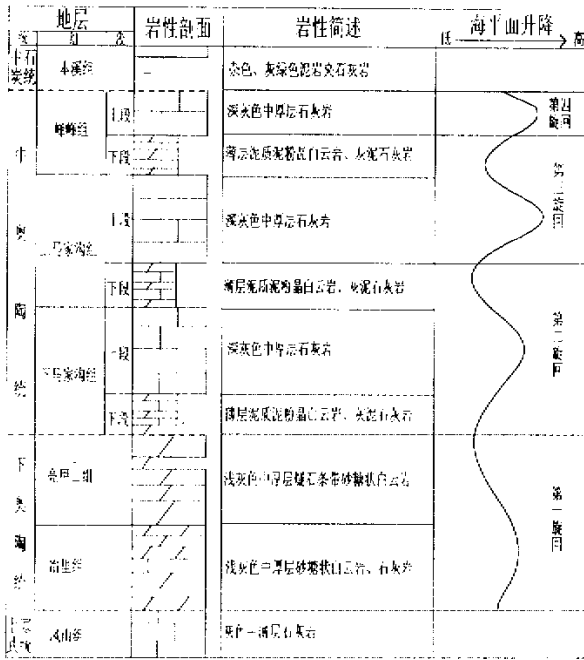 地层 岩性剖面 岩性简述 海平面升降
统 组 段 低 高
中石炭统 本溪组 杂色、灰绿色泥岩夹石灰岩
中奥陶统 峰峰组 上段 深灰色中厚层石灰岩 第四旋回
下段 薄层泥质泥粉晶白云岩、灰泥石灰岩
上马家沟组 上段 深灰色中厚层石灰岩 第三旋回
下段 薄层泥质泥粉晶白云岩、灰泥石灰岩
下马家沟组 上段 深灰色中厚层石灰岩 第二旋回
下段 薄层泥质泥粉晶白云岩、灰泥石灰岩
下奥陶统 亮甲山组 浅灰色中厚层燧石条带砂糖状白云岩 第一旋回
冶里组 浅灰色中厚层砂糖状白云岩、石灰岩
凤山组 灰色 薄层石灰岩